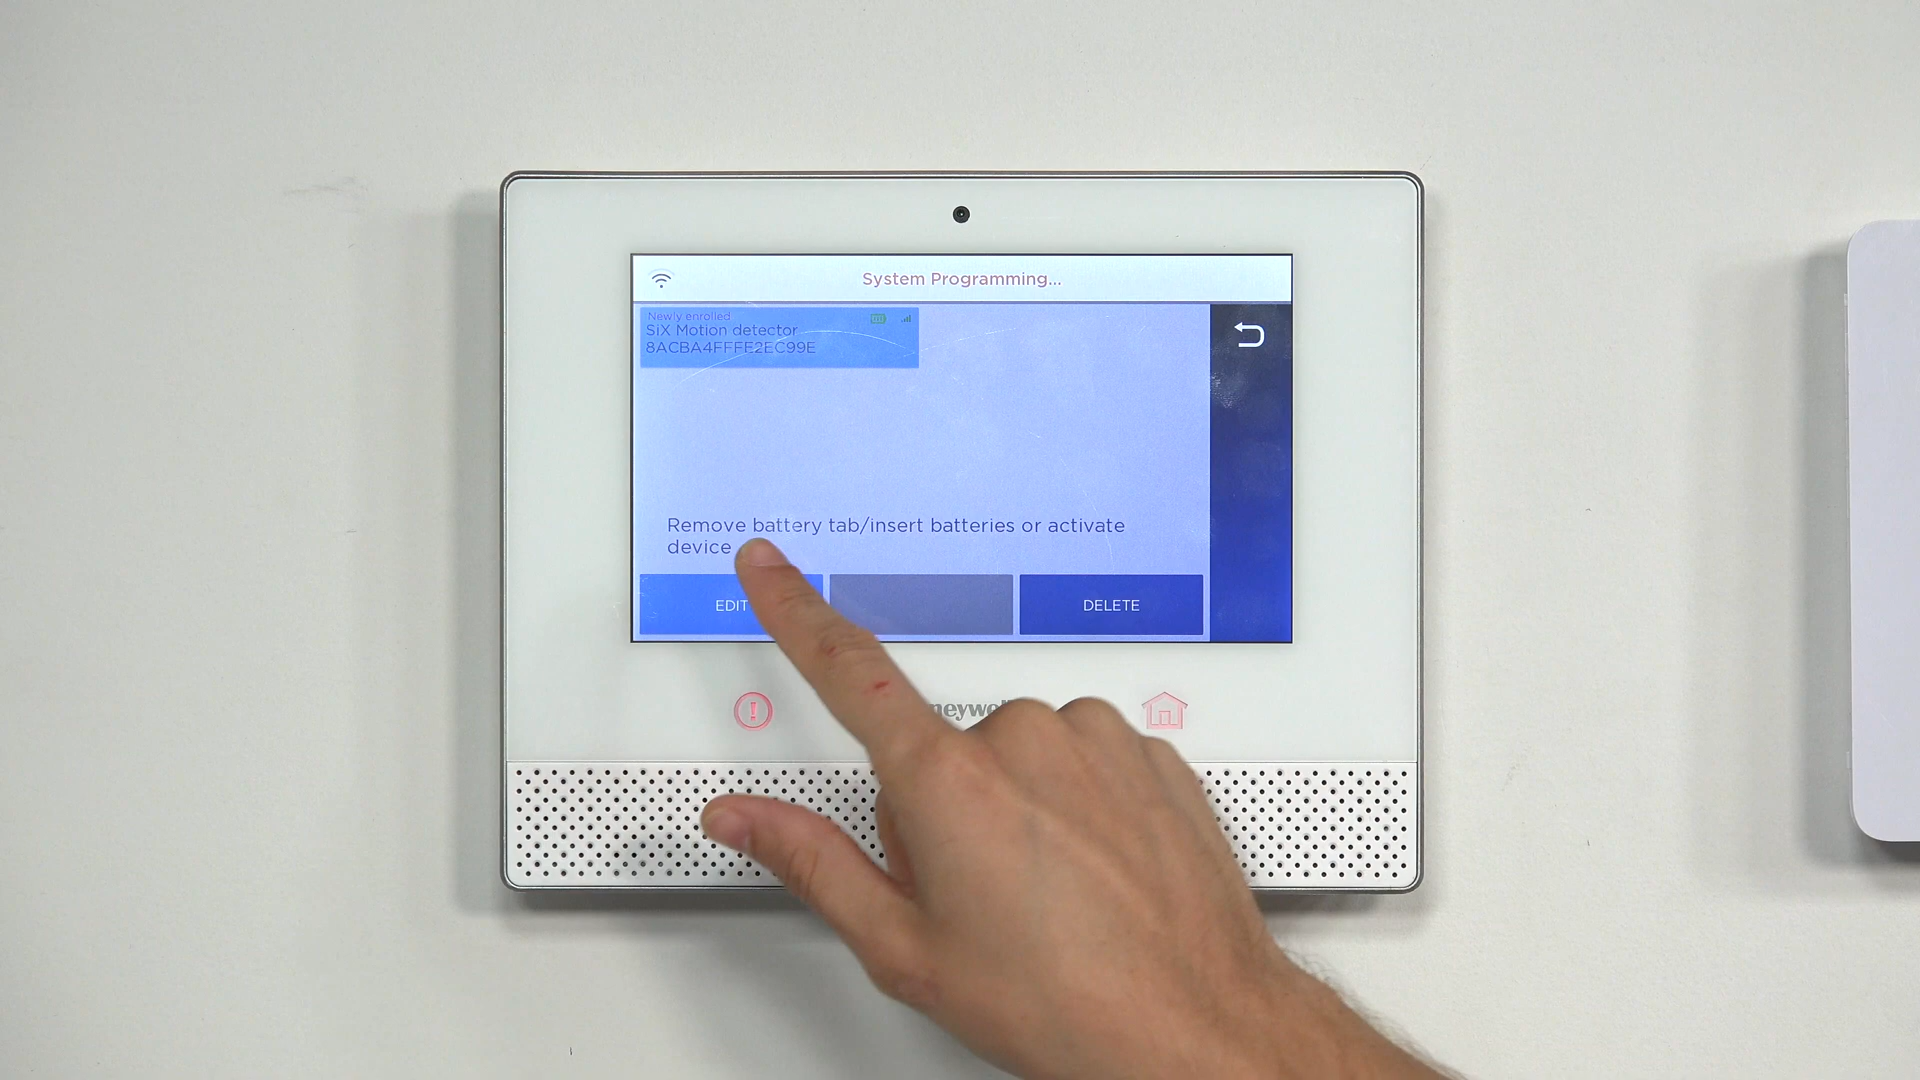 System Programming...
Newly enrolled
SiX Motion detector
8ACBA4FFFE2EC99E
Remove battery tab/insert batteries or activate
device
EDIT
DELETE